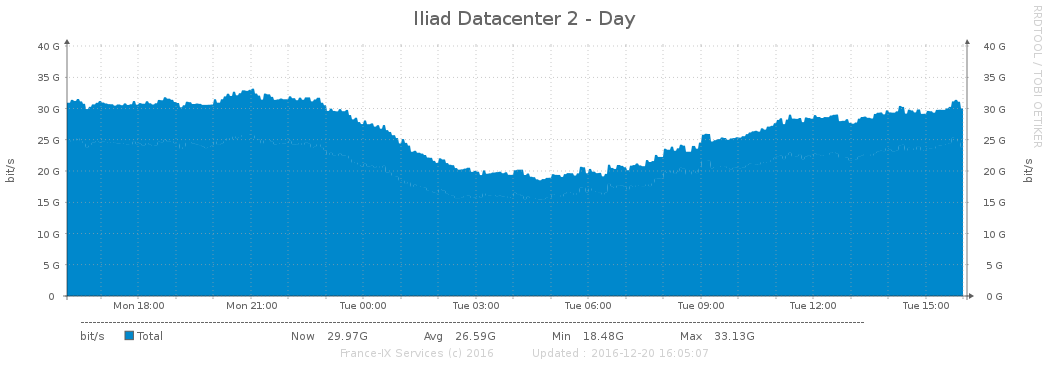 Iliad Datacenter 2 - Day
RRDTOOL / TOBI OETIKER
bit/s
40 G 40 G
35 G 35 G
30 G 30 G
25 G 25 G
20 G 20 G
15 G 15 G
10 G 10 G
5 G 5 G
0 0 G
bit/s
Mon 18:00 Mon 21:00 Tue 00:00 Tue 03:00 Tue 06:00 Tue 09:00 Tue 12:00 Tue 15:00
bit/s Total Now 29.97G Avg 26.59G Min 18.48G Max 33.13G
France-IX Services (c) 2016 Updated : 2016-12-20 16:05:07